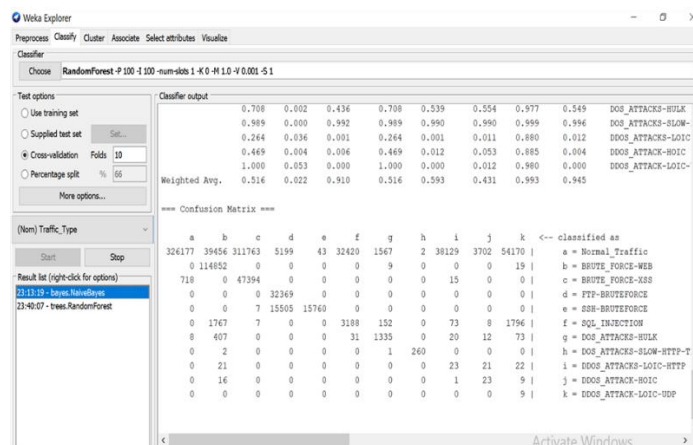 Weka Explorer
Preprocess Classify Cluster Associate Select attributes Visualize
Classifier
Choose RandomForest -P 100 -I 100 -num-slots 1 -K 0 -M 1.0 -V 0.001 -S 1
Test options
Use training set
Supplied test set Set...
Cross-validation Folds 10
Percentage split % 66
More options...
(Nom) Traffic_Type
Start Stop
Result list (right-click for options)
23:13:19 - bayes.NaiveBayes
23:40:07 - trees.RandomForest
Classifier output
0.708 0.002 0.436 0.708 0.539 0.554 0.977 0.549 DOS_ATTACKS-HULK
0.989 0.000 0.992 0.989 0.990 0.990 0.999 0.996 DOS_ATTACKS-SLOW-
0.264 0.036 0.001 0.264 0.001 0.011 0.880 0.012 DDOS_ATTACKS-LOIC
0.469 0.004 0.006 0.469 0.012 0.053 0.885 0.004 DDOS_ATTACK-HOIC
1.000 0.053 0.000 1.000 0.000 0.012 0.980 0.000 DDOS_ATTACK-LOIC-
Weighted Avg. 0.516 0.022 0.910 0.516 0.593 0.431 0.993 0.945
=== Confusion Matrix ===
a b c d e f g h i j k <-- classified as
326177 39456 311763 5199 43 32420 1567 2 38129 3702 54170 | a = Normal_Traffic
0 114852 0 0 0 0 9 0 0 0 19 | b = BRUTE_FORCE-WEB
718 0 47394 0 0 0 0 0 15 0 0 | c = BRUTE_FORCE-XSS
0 0 0 32369 0 0 0 0 0 0 0 | d = FTP-BRUTEFORCE
0 0 7 15505 15760 0 0 0 0 0 0 | e = SSH-BRUTEFORCE
0 1767 7 0 0 3188 152 0 73 8 1796 | f = SQL_INJECTION
8 407 0 0 0 31 1335 0 20 12 73 | g = DOS_ATTACKS-HULK
0 2 0 0 0 0 1 260 0 0 0 | h = DOS_ATTACKS-SLOW-HTTP-T
0 21 0 0 0 0 0 0 23 21 22 | i = DDOS_ATTACKS-LOIC-HTTP
0 16 0 0 0 0 0 0 1 23 9 | j = DDOS_ATTACK-HOIC
0 0 0 0 0 0 0 0 0 0 9 | k = DDOS_ATTACK-LOIC-UDP
Activate Windows